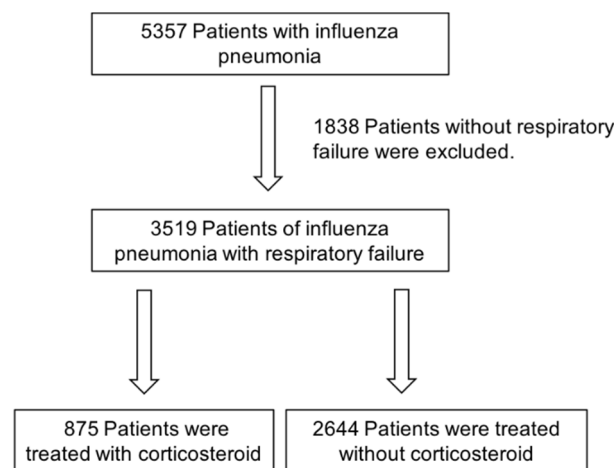 5357 Patients with influenza
pneumonia
1838 Patients without respiratory
failure were excluded.
3519 Patients of influenza
pneumonia with respiratory failure
875 Patients were
treated with corticosteroid
2644 Patients were treated
without corticosteroid